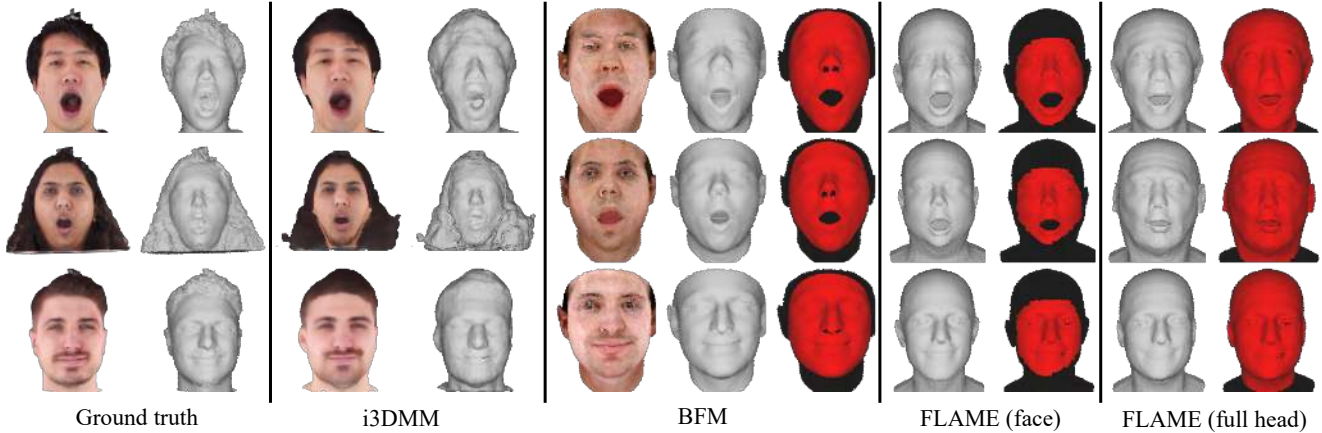 Ground truth
i3DMM
BFM
FLAME (face)
FLAME (full head)